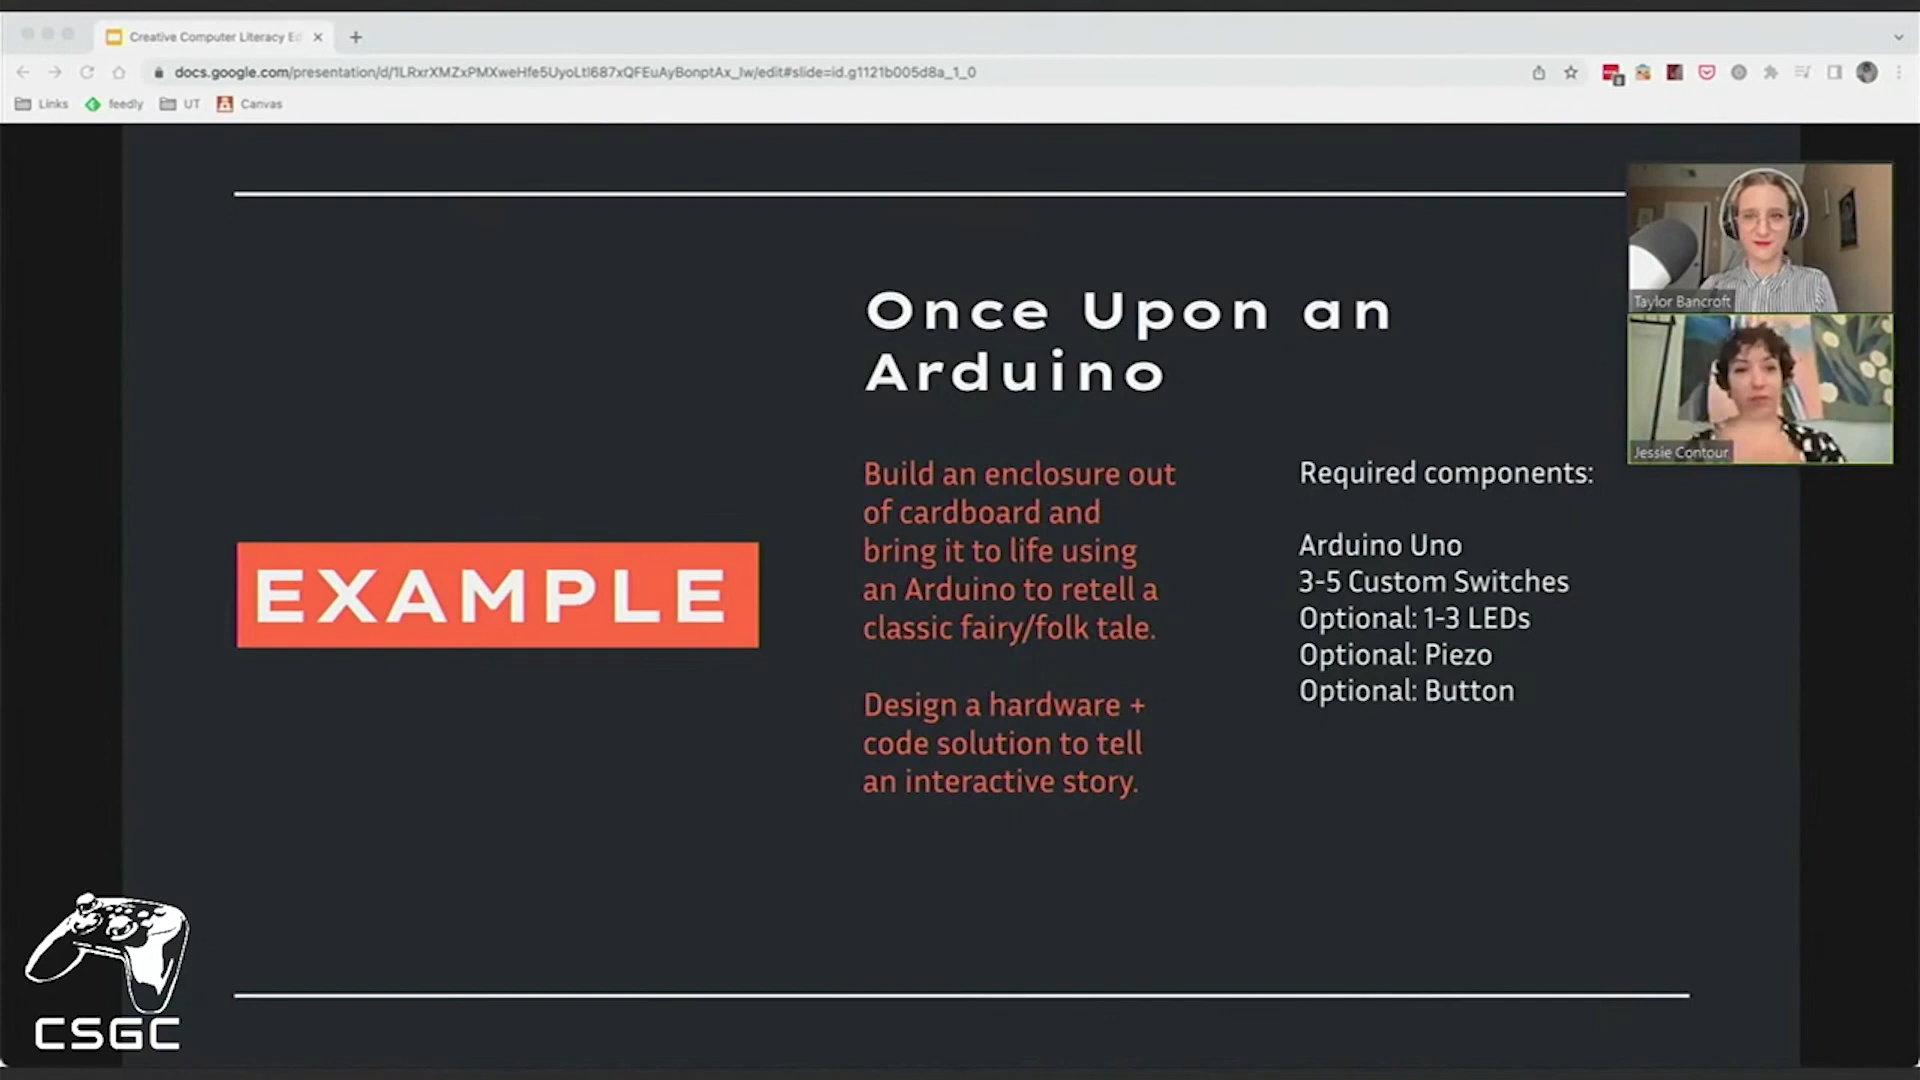 Creative Computer Literacy Ed
docs.google.com/presentation/d/1LRxrXMZxPMXweHfe5UyoLtl687xQFEuAyBonptAx_lw/edit#slide=id.g1121b005d8a_1_0
Links
feedly
UT
Canvas
Once Upon an
Arduino
EXAMPLE
Build an enclosure out
of cardboard and
bring it to life using
an Arduino to retell a
classic fairy/folk tale.
Design a hardware +
code solution to tell
an interactive story.
Required components:
Arduino Uno
3-5 Custom Switches
Optional: 1-3 LEDs
Optional: Piezo
Optional: Button
Taylor Bancroft
Jessie Contour
CSGC